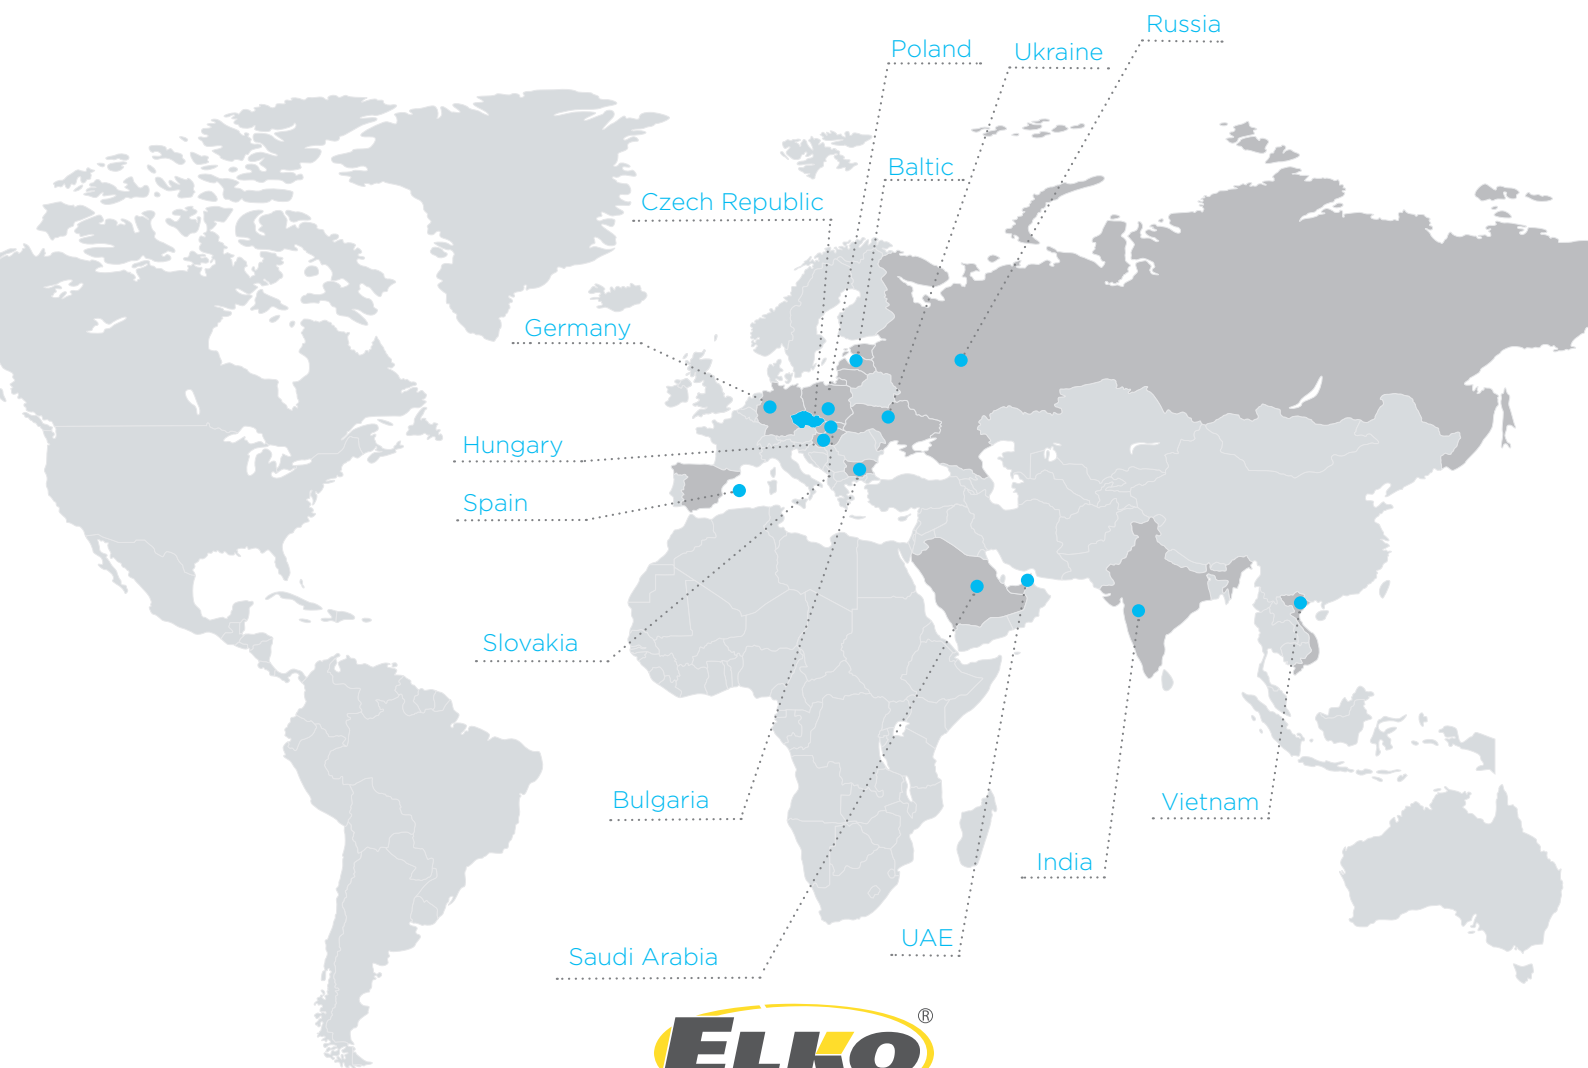 Russia
Poland
Ukraine
Baltic
Czech Republic
Germany
Hungary
Spain
Slovakia
Bulgaria
Vietnam
India
UAE
Saudi Arabia
ELKO®